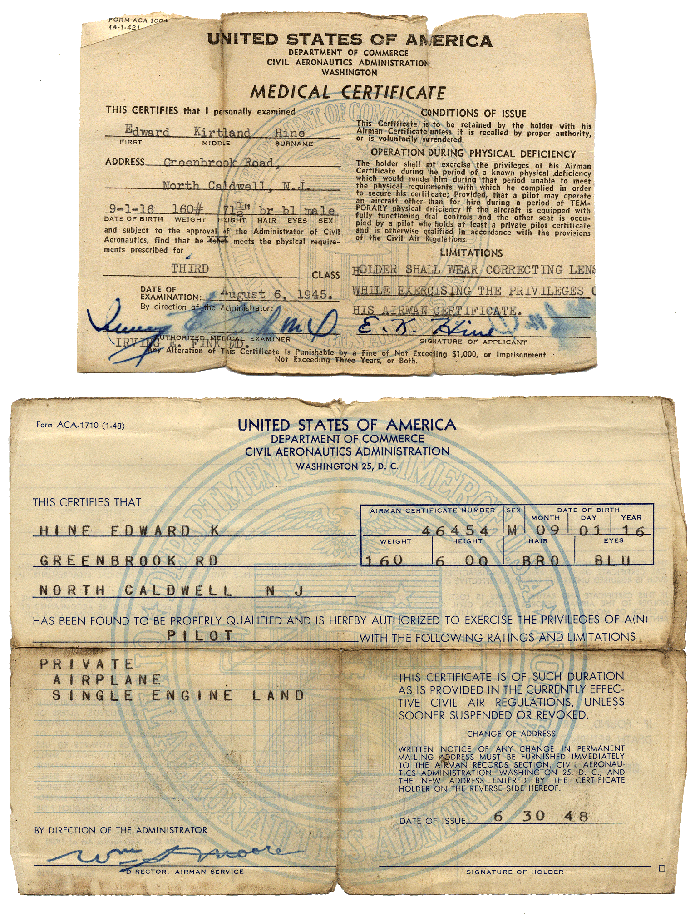 FORM ACA 1004
UNITED STATES OF AMERICA
DEPARTMENT OF COMMERCE
CIVIL AERONAUTICS ADMINISTRATION
WASHINGTON
MEDICAL CERTIFICATE
THIS CERTIFIES that I personally examined
Edward Kirtland Hine
FIRST MIDDLE SURNAME
ADDRESS Greenbrook Road,
North Caldwell, N.J.
9-1-16 160# 71½in br bl male
DATE OF BIRTH WEIGHT HEIGHT HAIR EYES SEX
and subject to the approval of the Administrator of Civil
Aeronautics, find that he meets the physical require-
ments prescribed for
THIRD CLASS
DATE OF
EXAMINATION: August 6, 1945.
By direction of the Administrator
AUTHORIZED MEDICAL EXAMINER
IRVING E. FINK MD.
CONDITIONS OF ISSUE
This Certificate is to be retained by the holder with his
Airman Certificate unless it is recalled by proper authority,
or is voluntarily surrendered
OPERATION DURING PHYSICAL DEFICIENCY
The holder shall not exercise the privileges of his Airman
Certificate during the period of a known physical deficiency
which would render him during that period unable to meet
the physical requirements with which he complied in order
to secure his certificate; Provided, that a pilot may operate
an aircraft other than for hire during a period of TEM-
PORARY physical deficiency if the aircraft is equipped with
fully functioning dual controls and the other seat is occu-
pied by a pilot who holds at least a private pilot certificate
and is otherwise qualified in accordance with the provisions
of the Civil Air Regulations.
LIMITATIONS
HOLDER SHALL WEAR CORRECTING LENS
WHILE EXERCISING THE PRIVILEGES O
HIS AIRMAN CERTIFICATE.
E. K. Hine
SIGNATURE OF APPLICANT
Any Alteration of This Certificate is Punishable by a Fine of Not Exceeding $1,000, or Imprisonment
Not Exceeding Three Years, or Both.
Form ACA-1710 (1-48)
UNITED STATES OF AMERICA
DEPARTMENT OF COMMERCE
CIVIL AERONAUTICS ADMINISTRATION
WASHINGTON 25, D. C.
THIS CERTIFIES THAT
HINE EDWARD K
GREENBROOK RD
NORTH CALDWELL N J
AIRMAN CERTIFICATE NUMBER SEX DATE OF BIRTH
MONTH DAY YEAR
46454 M 09 01 16
WEIGHT HEIGHT HAIR EYES
160 6 00 BRO BLU
HAS BEEN FOUND TO BE PROPERLY QUALIFIED AND IS HEREBY AUTHORIZED TO EXERCISE THE PRIVILEGES OF A(N)
PILOT WITH THE FOLLOWING RATINGS AND LIMITATIONS
PRIVATE
AIRPLANE
SINGLE ENGINE LAND
THIS CERTIFICATE IS OF SUCH DURATION
AS IS PROVIDED IN THE CURRENTLY EFFEC-
TIVE CIVIL AIR REGULATIONS, UNLESS
SOONER SUSPENDED OR REVOKED.
CHANGE OF ADDRESS
WRITTEN NOTICE OF ANY CHANGE IN PERMANENT
MAILING ADDRESS MUST BE FURNISHED IMMEDIATELY
TO THE AIRMAN RECORDS SECTION, CIVIL AERONAU-
TICS ADMINISTRATION, WASHINGTON 25, D. C., AND
THE NEW ADDRESS ENTERED BY THE CERTIFICATE
HOLDER ON THE REVERSE SIDE HEREOF.
DATE OF ISSUE 6 30 48
BY DIRECTION OF THE ADMINISTRATOR
Wm S Moore
DIRECTOR, AIRMAN SERVICE
SIGNATURE OF HOLDER